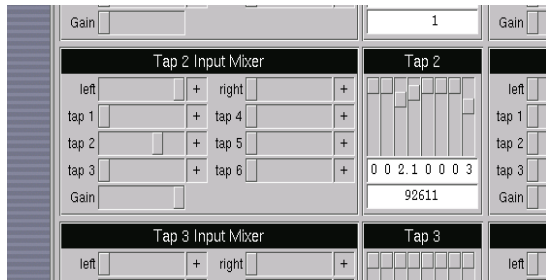 Gain 1 Gain
Tap 2 Input Mixer Tap 2
left + right + left
tap 1 + tap 4 + tap 1
tap 2 + tap 5 + tap 2
tap 3 + tap 6 + 0 0 2.1 0 0 0 3 tap 3
Gain 92611 Gain
Tap 3 Input Mixer Tap 3
left + right + left